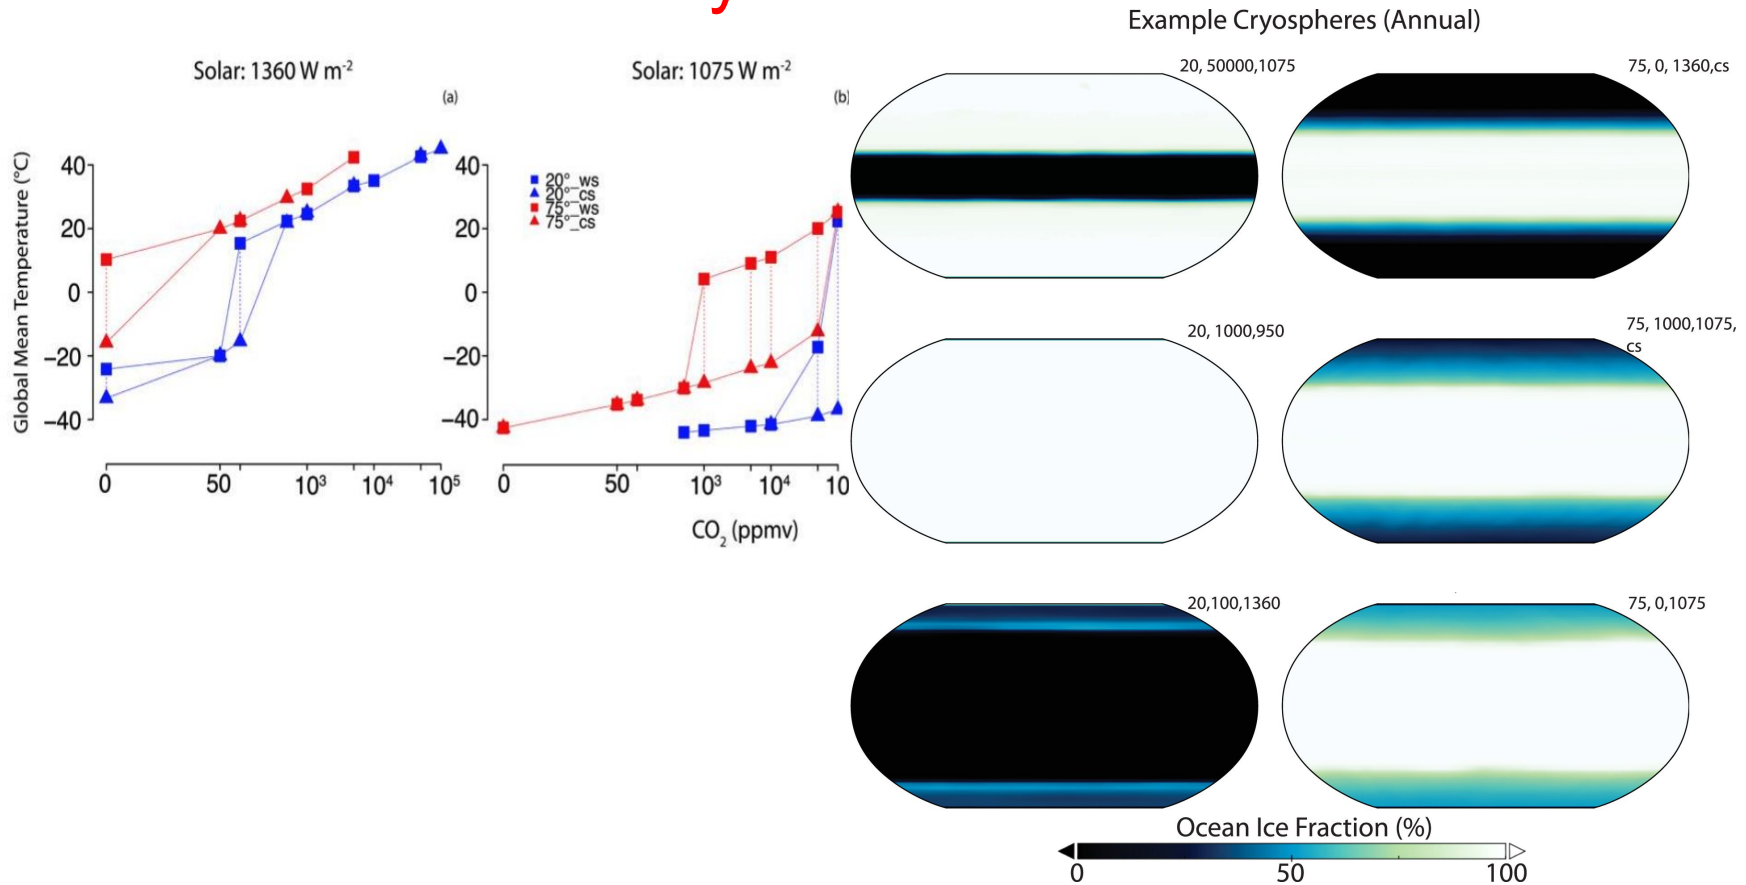 Example Cryospheres (Annual)
Solar: 1360 W m-2
Solar: 1075 W m-2
(a)
(b)
Global Mean Temperature (°C)
40
20
0
−20
−40
0
50
10³
10⁴
10⁵
40
20
0
−20
−40
20°_ws
20°_cs
75°_ws
75°_cs
0
50
10³
10⁴
10
CO₂ (ppmv)
20, 50000,1075
75, 0, 1360,cs
20, 1000,950
75, 1000,1075,
cs
20,100,1360
75, 0,1075
Ocean Ice Fraction (%)
0
50
100